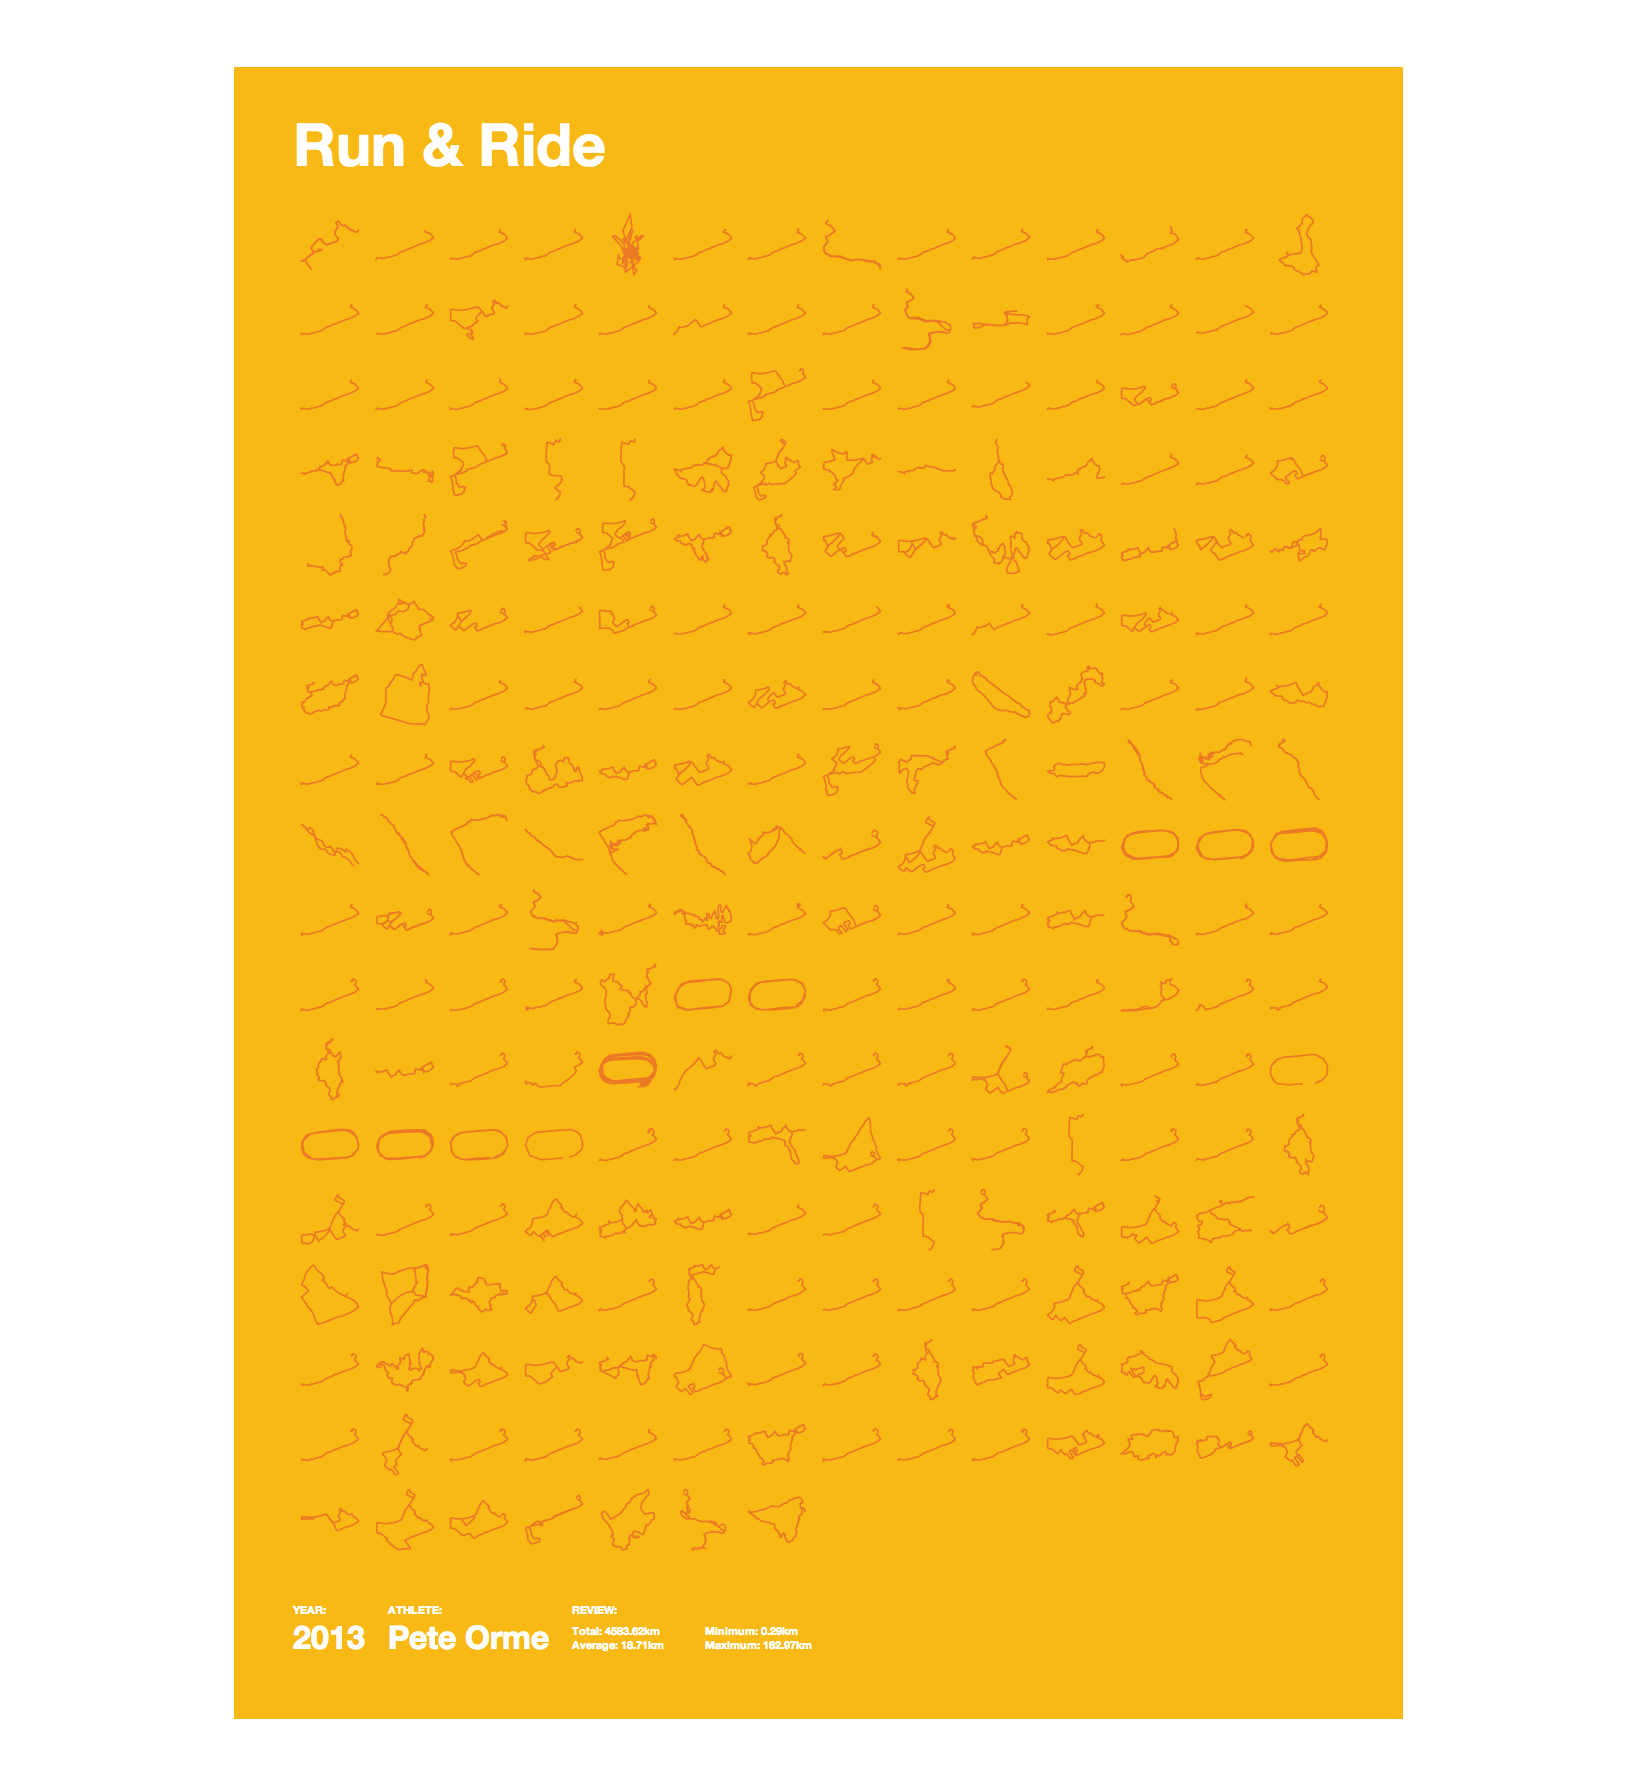 Run & Ride
YEAR:
2013
ATHLETE:
Pete Orme
REVIEW:
Total: 4583.62km
Average: 18.71km
Minimum: 0.29km
Maximum: 162.97km